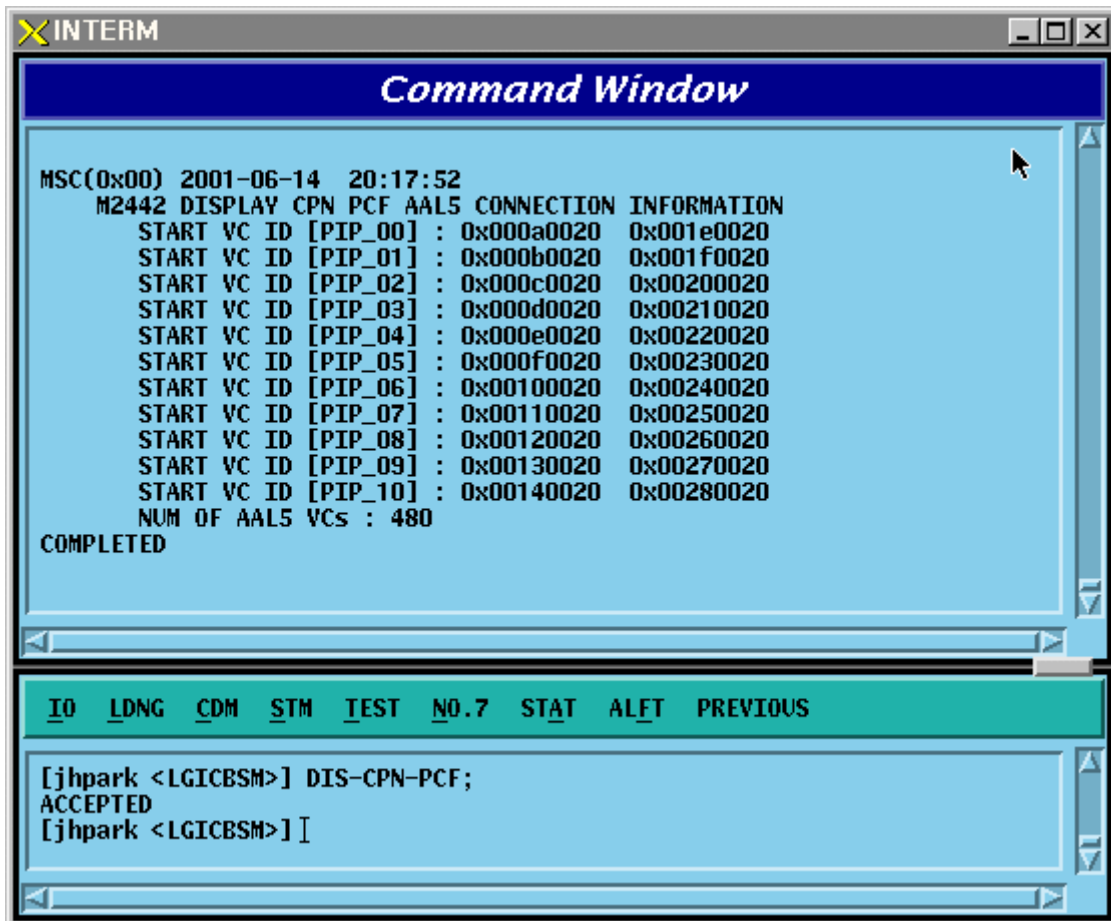 INTERM
Command Window
MSC(0x00) 2001-06-14  20:17:52
M2442 DISPLAY CPN PCF AAL5 CONNECTION INFORMATION
START VC ID [PIP_00] : 0x000a0020  0x001e0020
START VC ID [PIP_01] : 0x000b0020  0x001f0020
START VC ID [PIP_02] : 0x000c0020  0x00200020
START VC ID [PIP_03] : 0x000d0020  0x00210020
START VC ID [PIP_04] : 0x000e0020  0x00220020
START VC ID [PIP_05] : 0x000f0020  0x00230020
START VC ID [PIP_06] : 0x00100020  0x00240020
START VC ID [PIP_07] : 0x00110020  0x00250020
START VC ID [PIP_08] : 0x00120020  0x00260020
START VC ID [PIP_09] : 0x00130020  0x00270020
START VC ID [PIP_10] : 0x00140020  0x00280020
NUM OF AAL5 VCs : 480
COMPLETED
IO LDNG CDM STM TEST NO.7 STAT ALFT PREVIOUS
[jhpark <LGICBSM>] DIS-CPN-PCF;
ACCEPTED
[jhpark <LGICBSM>]